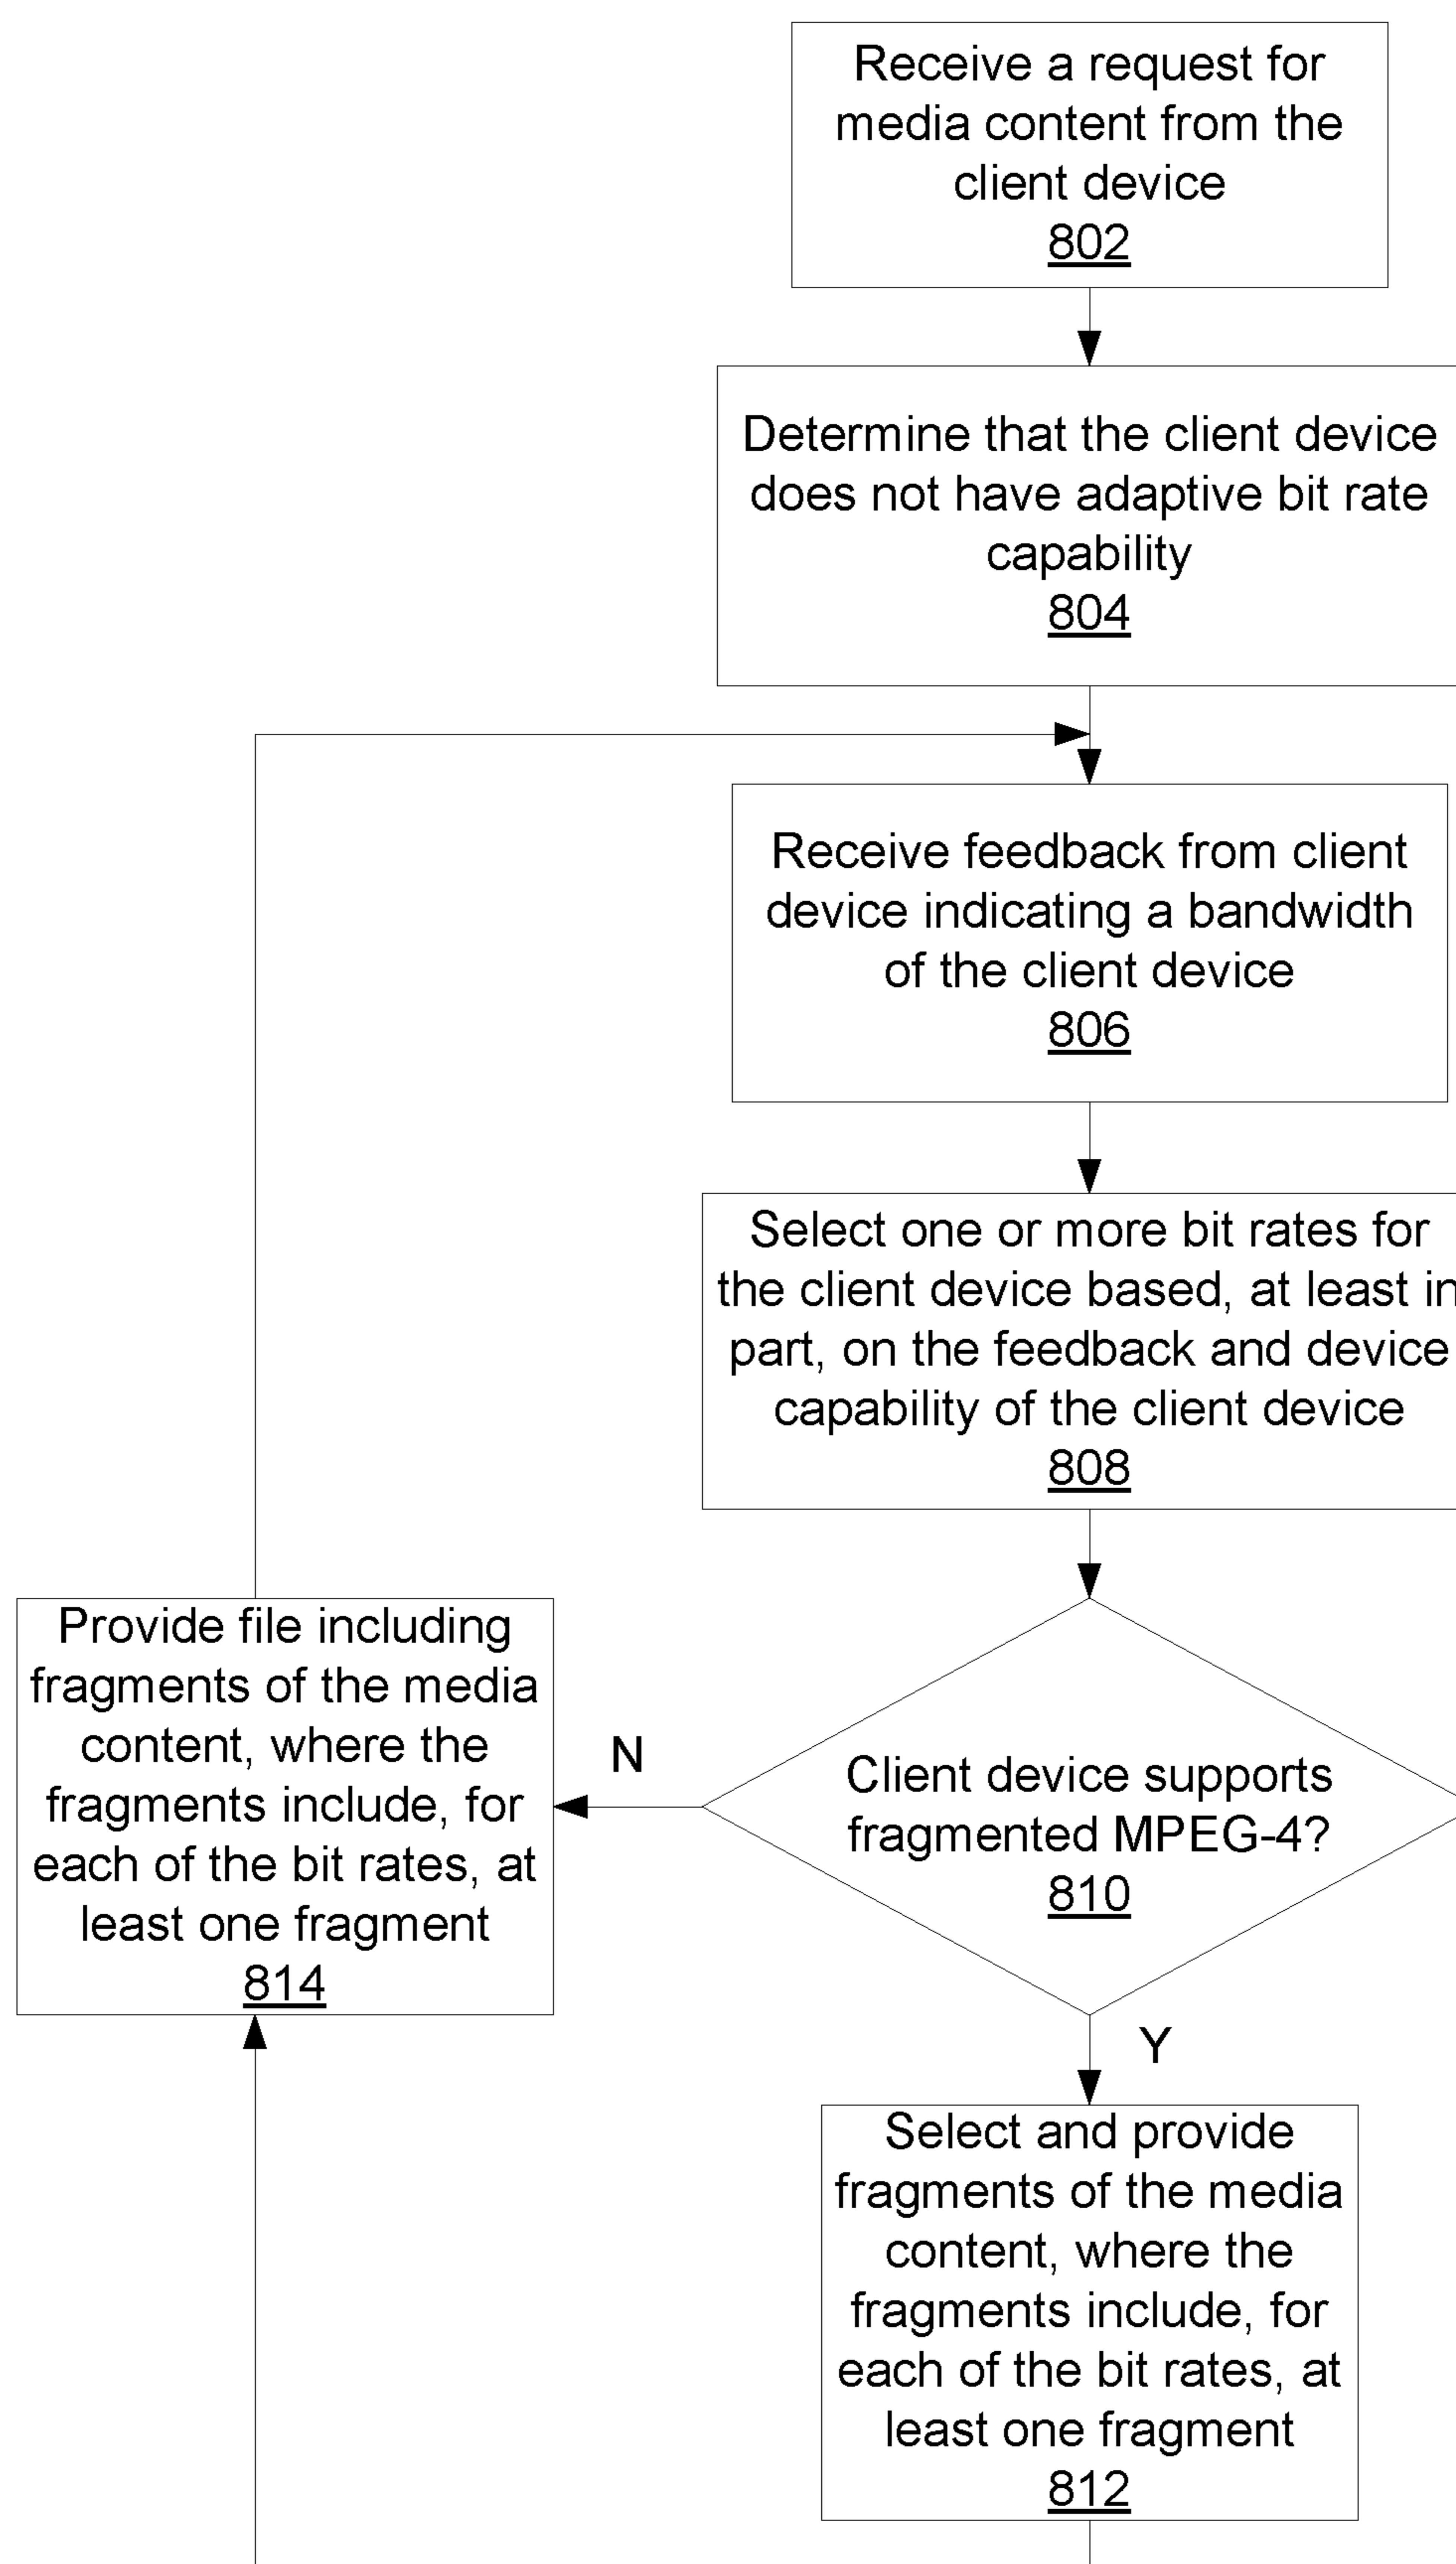 Receive a request for
media content from the
client device
802
Determine that the client device
does not have adaptive bit rate
capability
804
Receive feedback from client
device indicating a bandwidth
of the client device
806
Select one or more bit rates for
the client device based, at least in
part, on the feedback and device
capability of the client device
808
Provide file including
fragments of the media
content, where the
fragments include, for
each of the bit rates, at
least one fragment
814
N
Client device supports
fragmented MPEG-4?
810
Y
Select and provide
fragments of the media
content, where the
fragments include, for
each of the bit rates, at
least one fragment
812